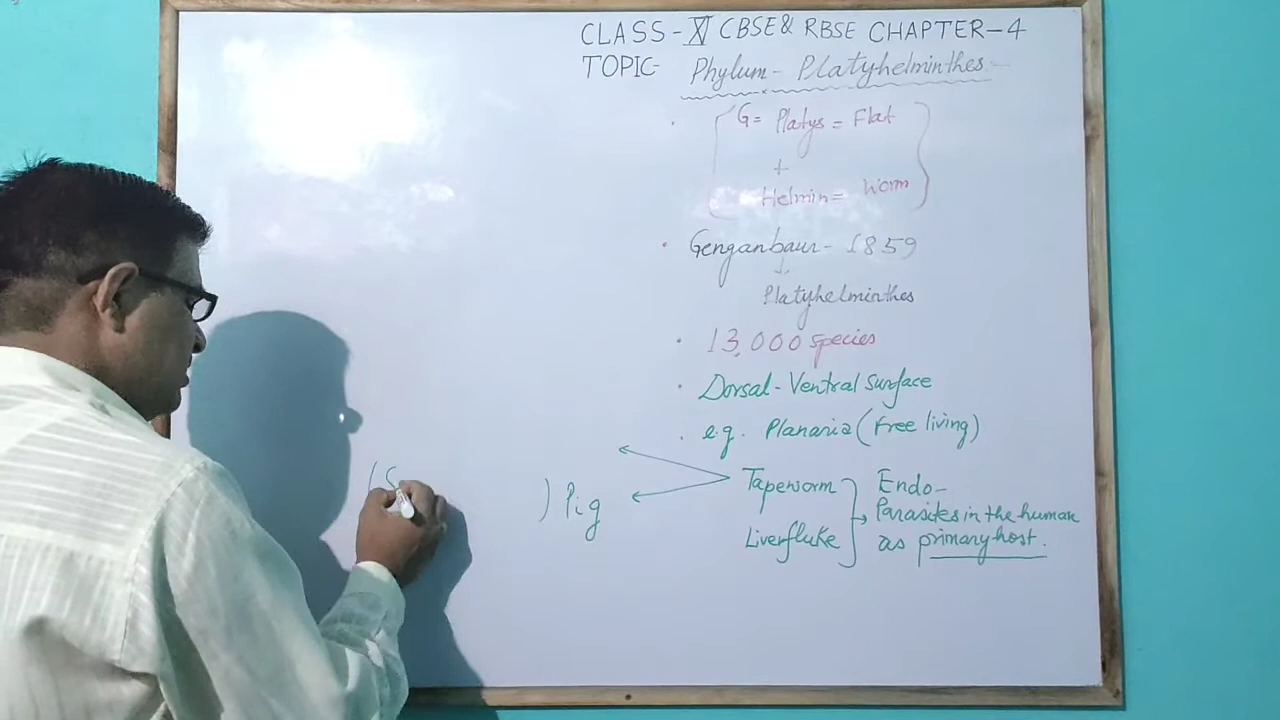 CLASS-XI CBSE & RBSE CHAPTER-4
TOPIC- Phylum- Platyhelminthes
G= Platys = Flat
+
Helmin= Worm
Genganbaur- 1859
↓
Platyhelminthes
13,000 species
Dorsal-Ventral surface
e.g. Planaria (free living)
Tapeworm
Liverfluke
Endo-
Parasites in the human
as primary host.
) Pig
(S